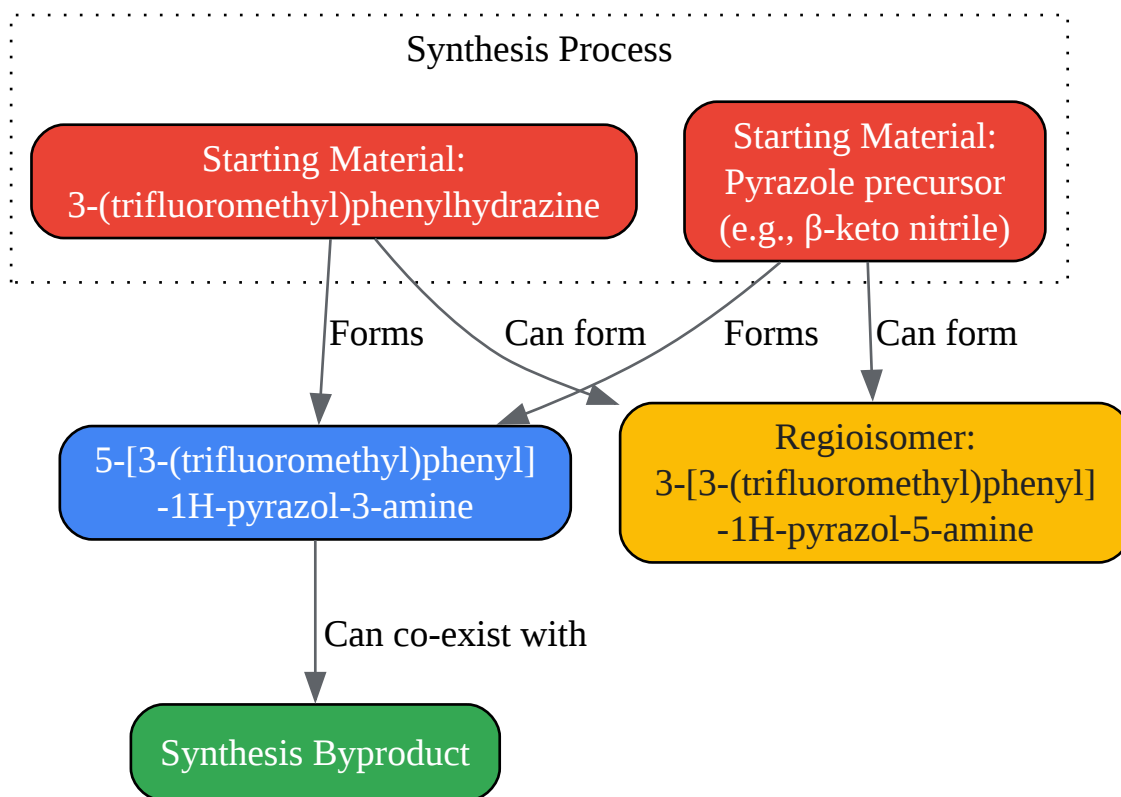 Synthesis Process
Starting Material:
3-(trifluoromethyl)phenylhydrazine
Starting Material:
Pyrazole precursor
(e.g., β-keto nitrile)
Forms
Can form
Forms
Can form
5-[3-(trifluoromethyl)phenyl]
-1H-pyrazol-3-amine
Regioisomer:
3-[3-(trifluoromethyl)phenyl]
-1H-pyrazol-5-amine
Can co-exist with
Synthesis Byproduct